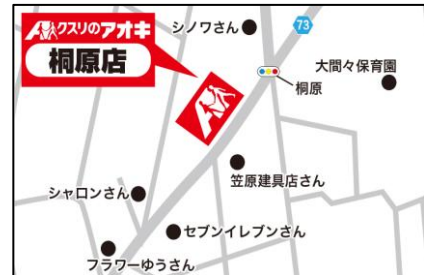 クスリのアオキ
桐原店
シノワさん
73
大間々保育園
桐原
笠原建具店さん
シャロンさん
セブンイレブンさん
フラワーゆうさん